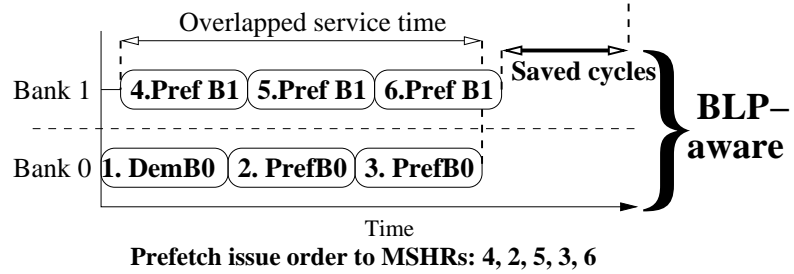 Overlapped service time
Saved cycles
Bank 1 4.Pref B1 5.Pref B1 6.Pref B1
BLP–
aware
Bank 0 1. DemB0 2. PrefB0 3. PrefB0
Time
Prefetch issue order to MSHRs: 4, 2, 5, 3, 6